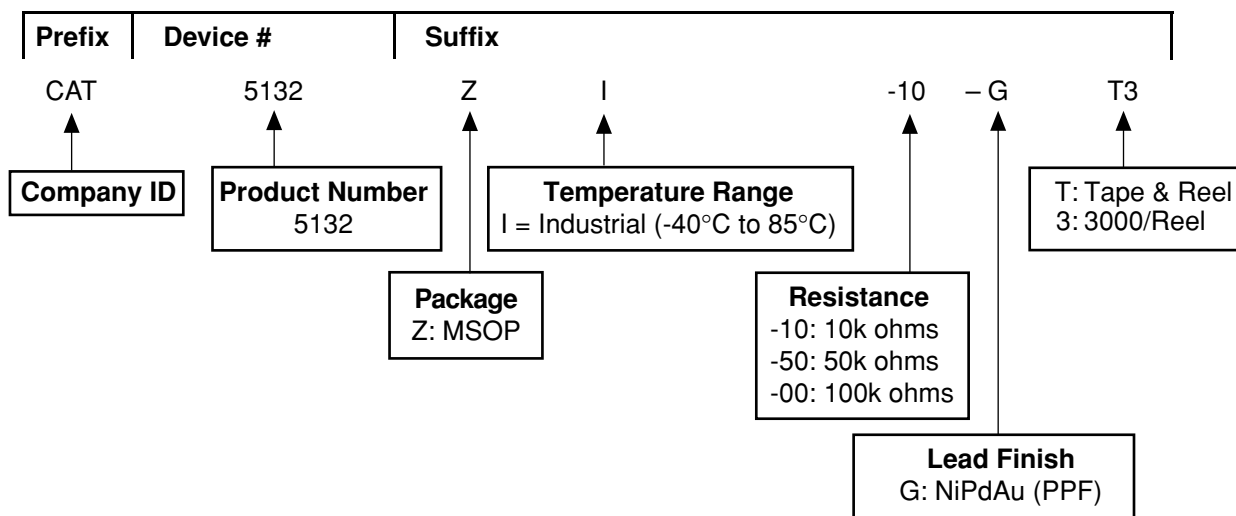 Prefix Device # Suffix
CAT 5132 Z I -10 – G T3
Company ID
Product Number
5132
Temperature Range
I = Industrial (-40°C to 85°C)
T: Tape & Reel
3: 3000/Reel
Package
Z: MSOP
Resistance
-10: 10k ohms
-50: 50k ohms
-00: 100k ohms
Lead Finish
G: NiPdAu (PPF)